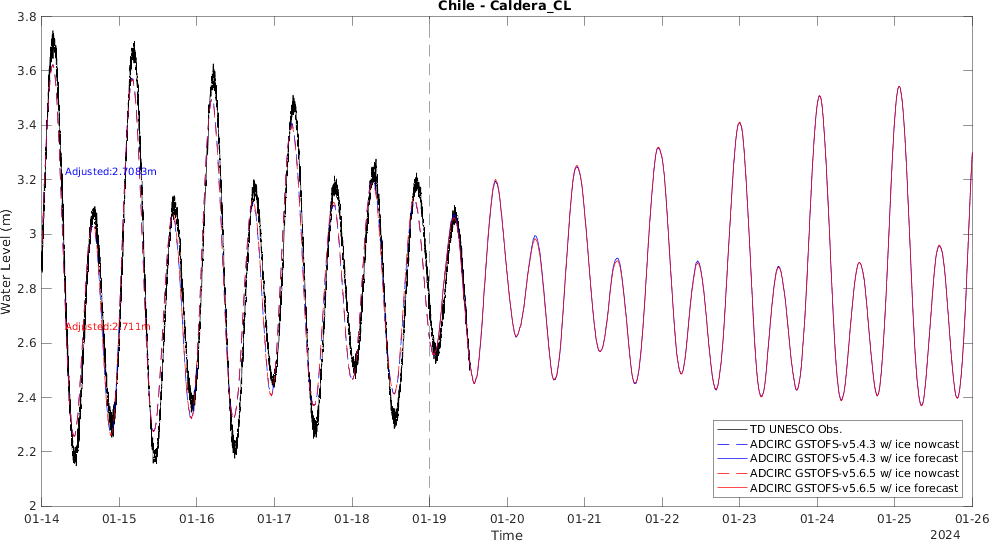 Chile - Caldera_CL
3.8
3.6
3.4
3.2
3
2.8
2.6
2.4
2.2
2
Water Level (m)
Adjusted:2.7083m
Adjusted:2.711m
TD UNESCO Obs.
ADCIRC GSTOFS-v5.4.3 w/ ice nowcast
ADCIRC GSTOFS-v5.4.3 w/ ice forecast
ADCIRC GSTOFS-v5.6.5 w/ ice nowcast
ADCIRC GSTOFS-v5.6.5 w/ ice forecast
01-14 01-15 01-16 01-17 01-18 01-19 01-20 01-21 01-22 01-23 01-24 01-25 01-26
Time
2024